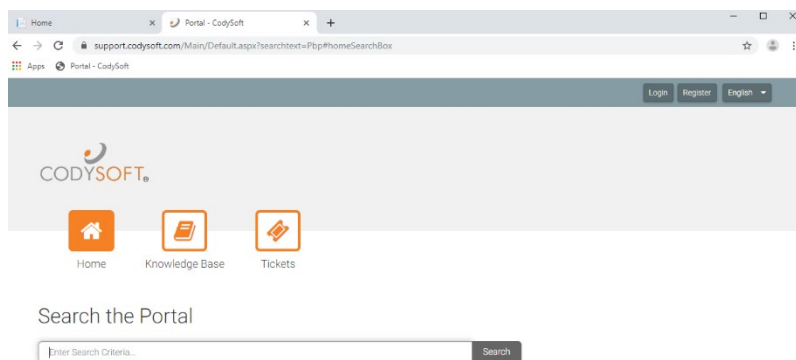 Home
Portal - CodySoft
support.codysoft.com/Main/Default.aspx?searchtext=Pbp#homeSearchBox
Apps Portal - CodySoft
Login Register English
CODYSOFT®
Home Knowledge Base Tickets
Search the Portal
Enter Search Criteria... Search